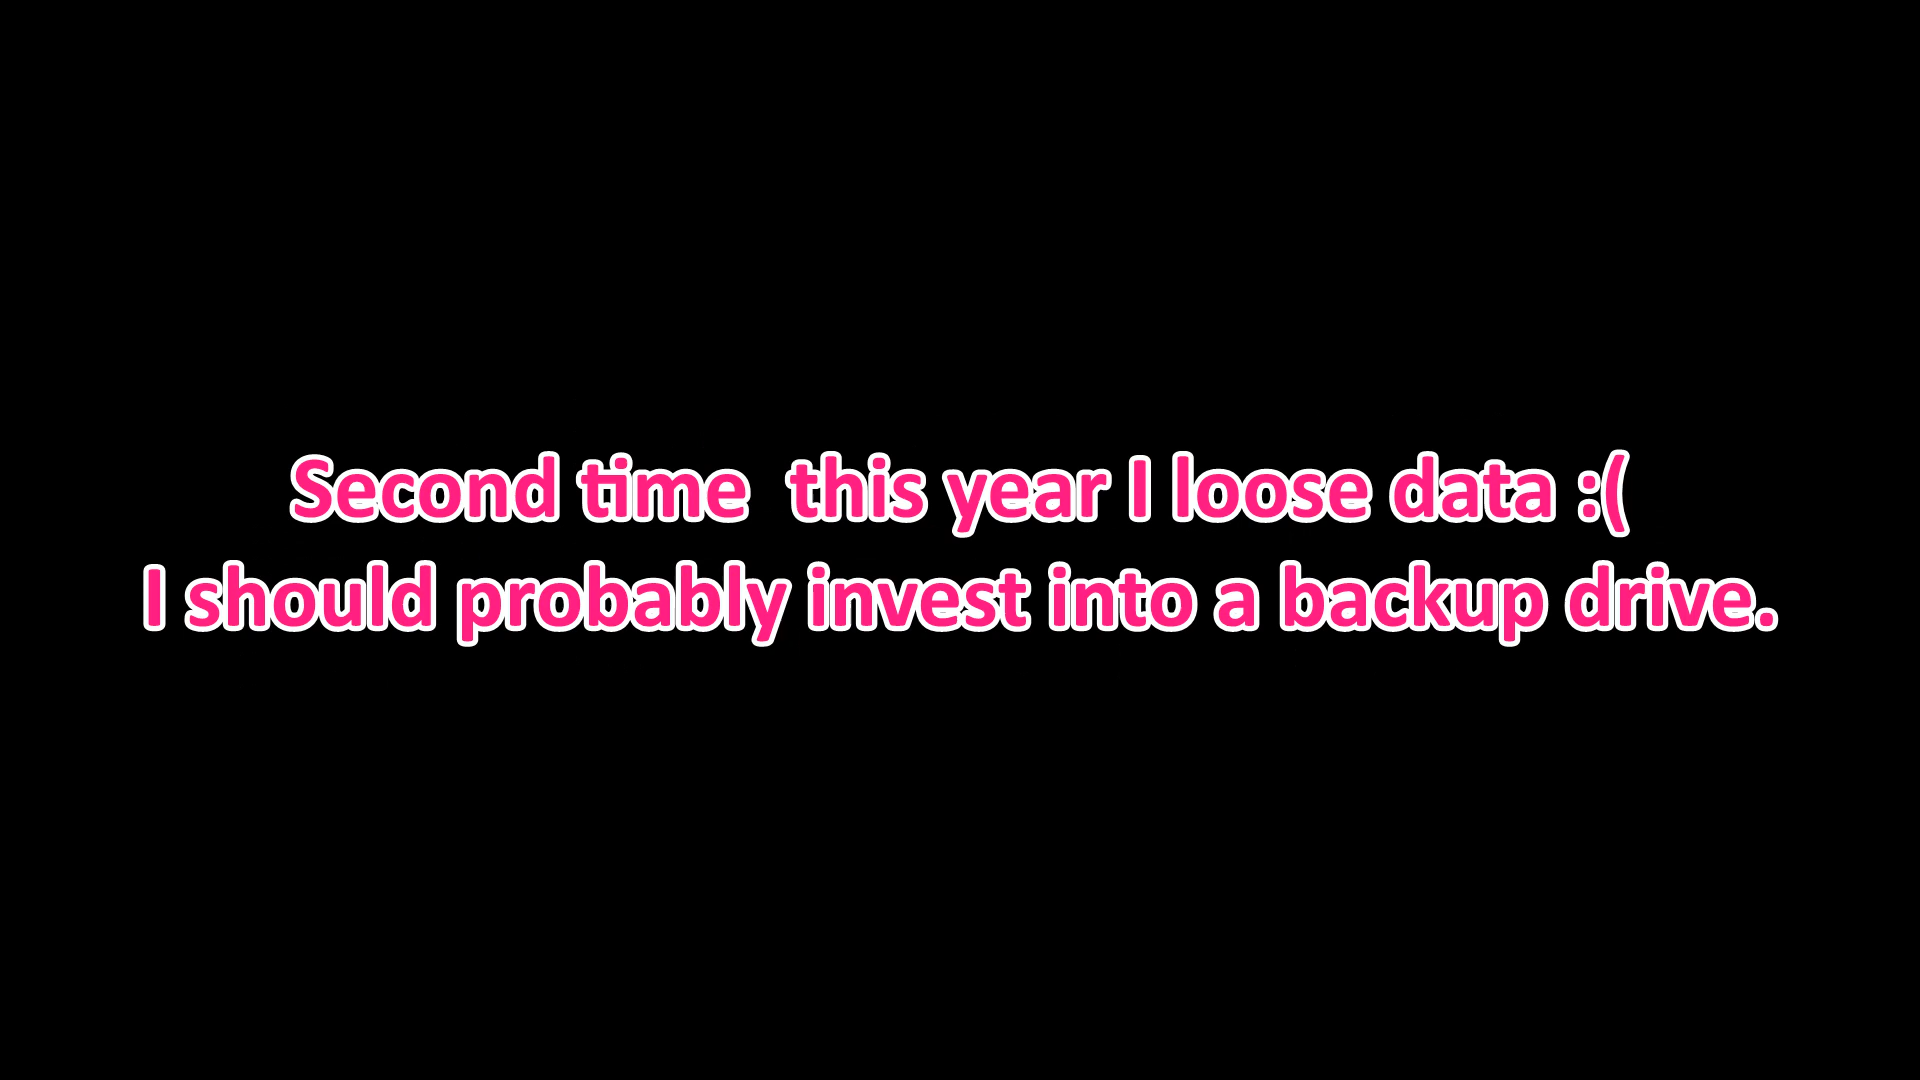 Second time  this year I loose data :(
I should probably invest into a backup drive.